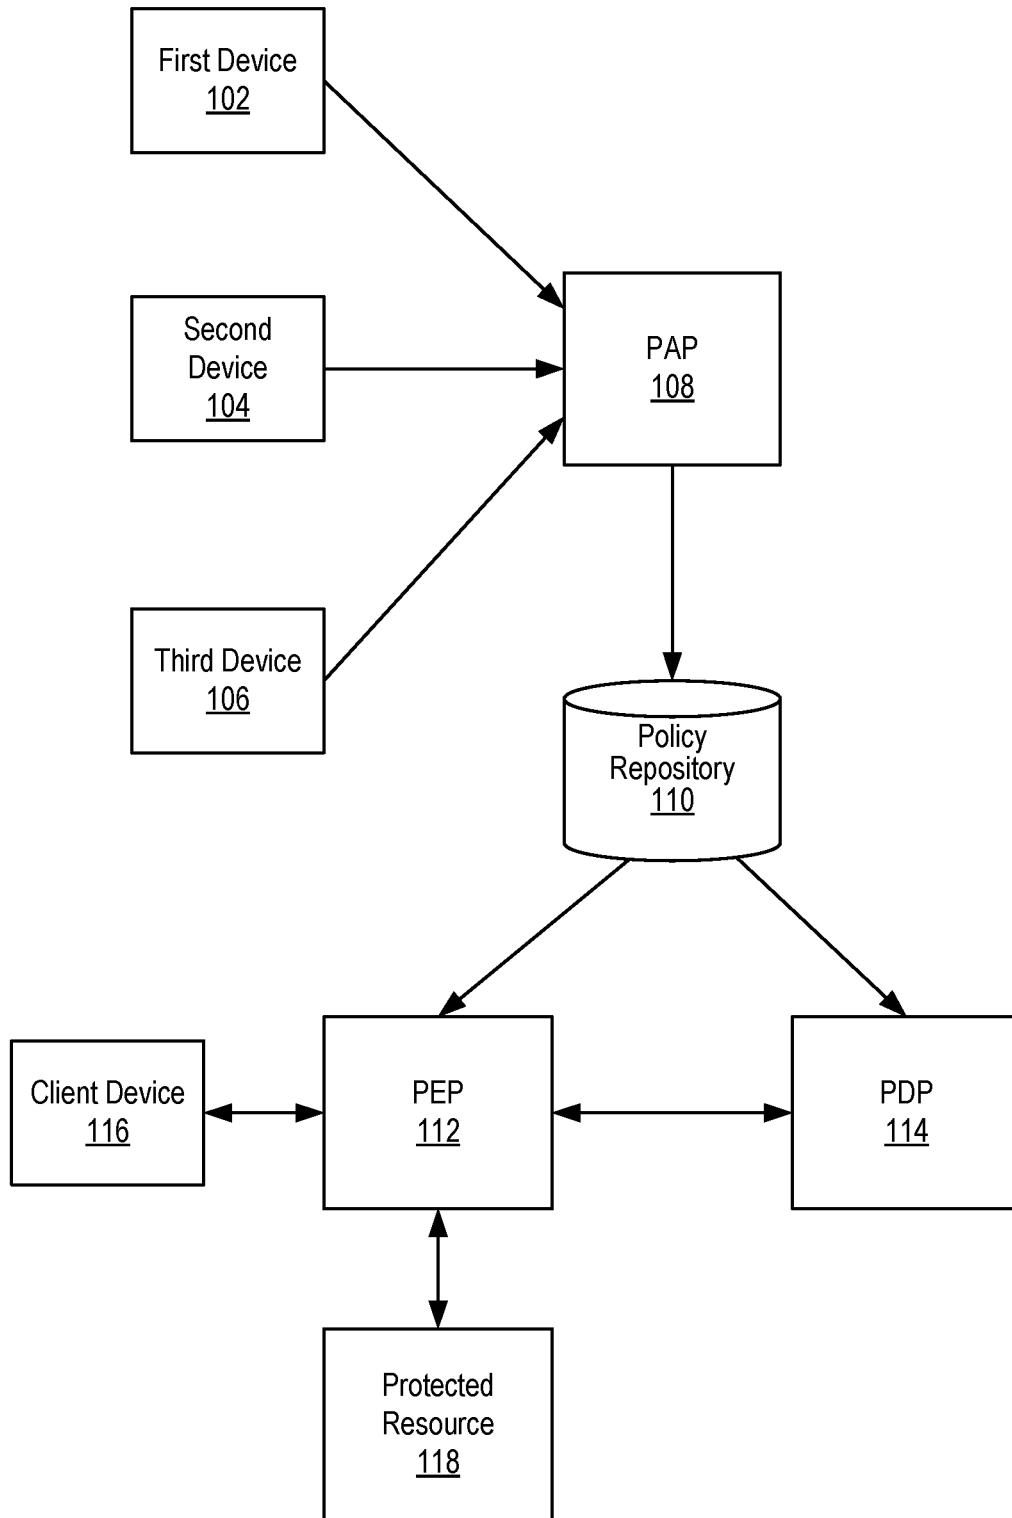 First Device
102
Second
Device
104
PAP
108
Third Device
106
Policy
Repository
110
Client Device
116
PEP
112
PDP
114
Protected
Resource
118